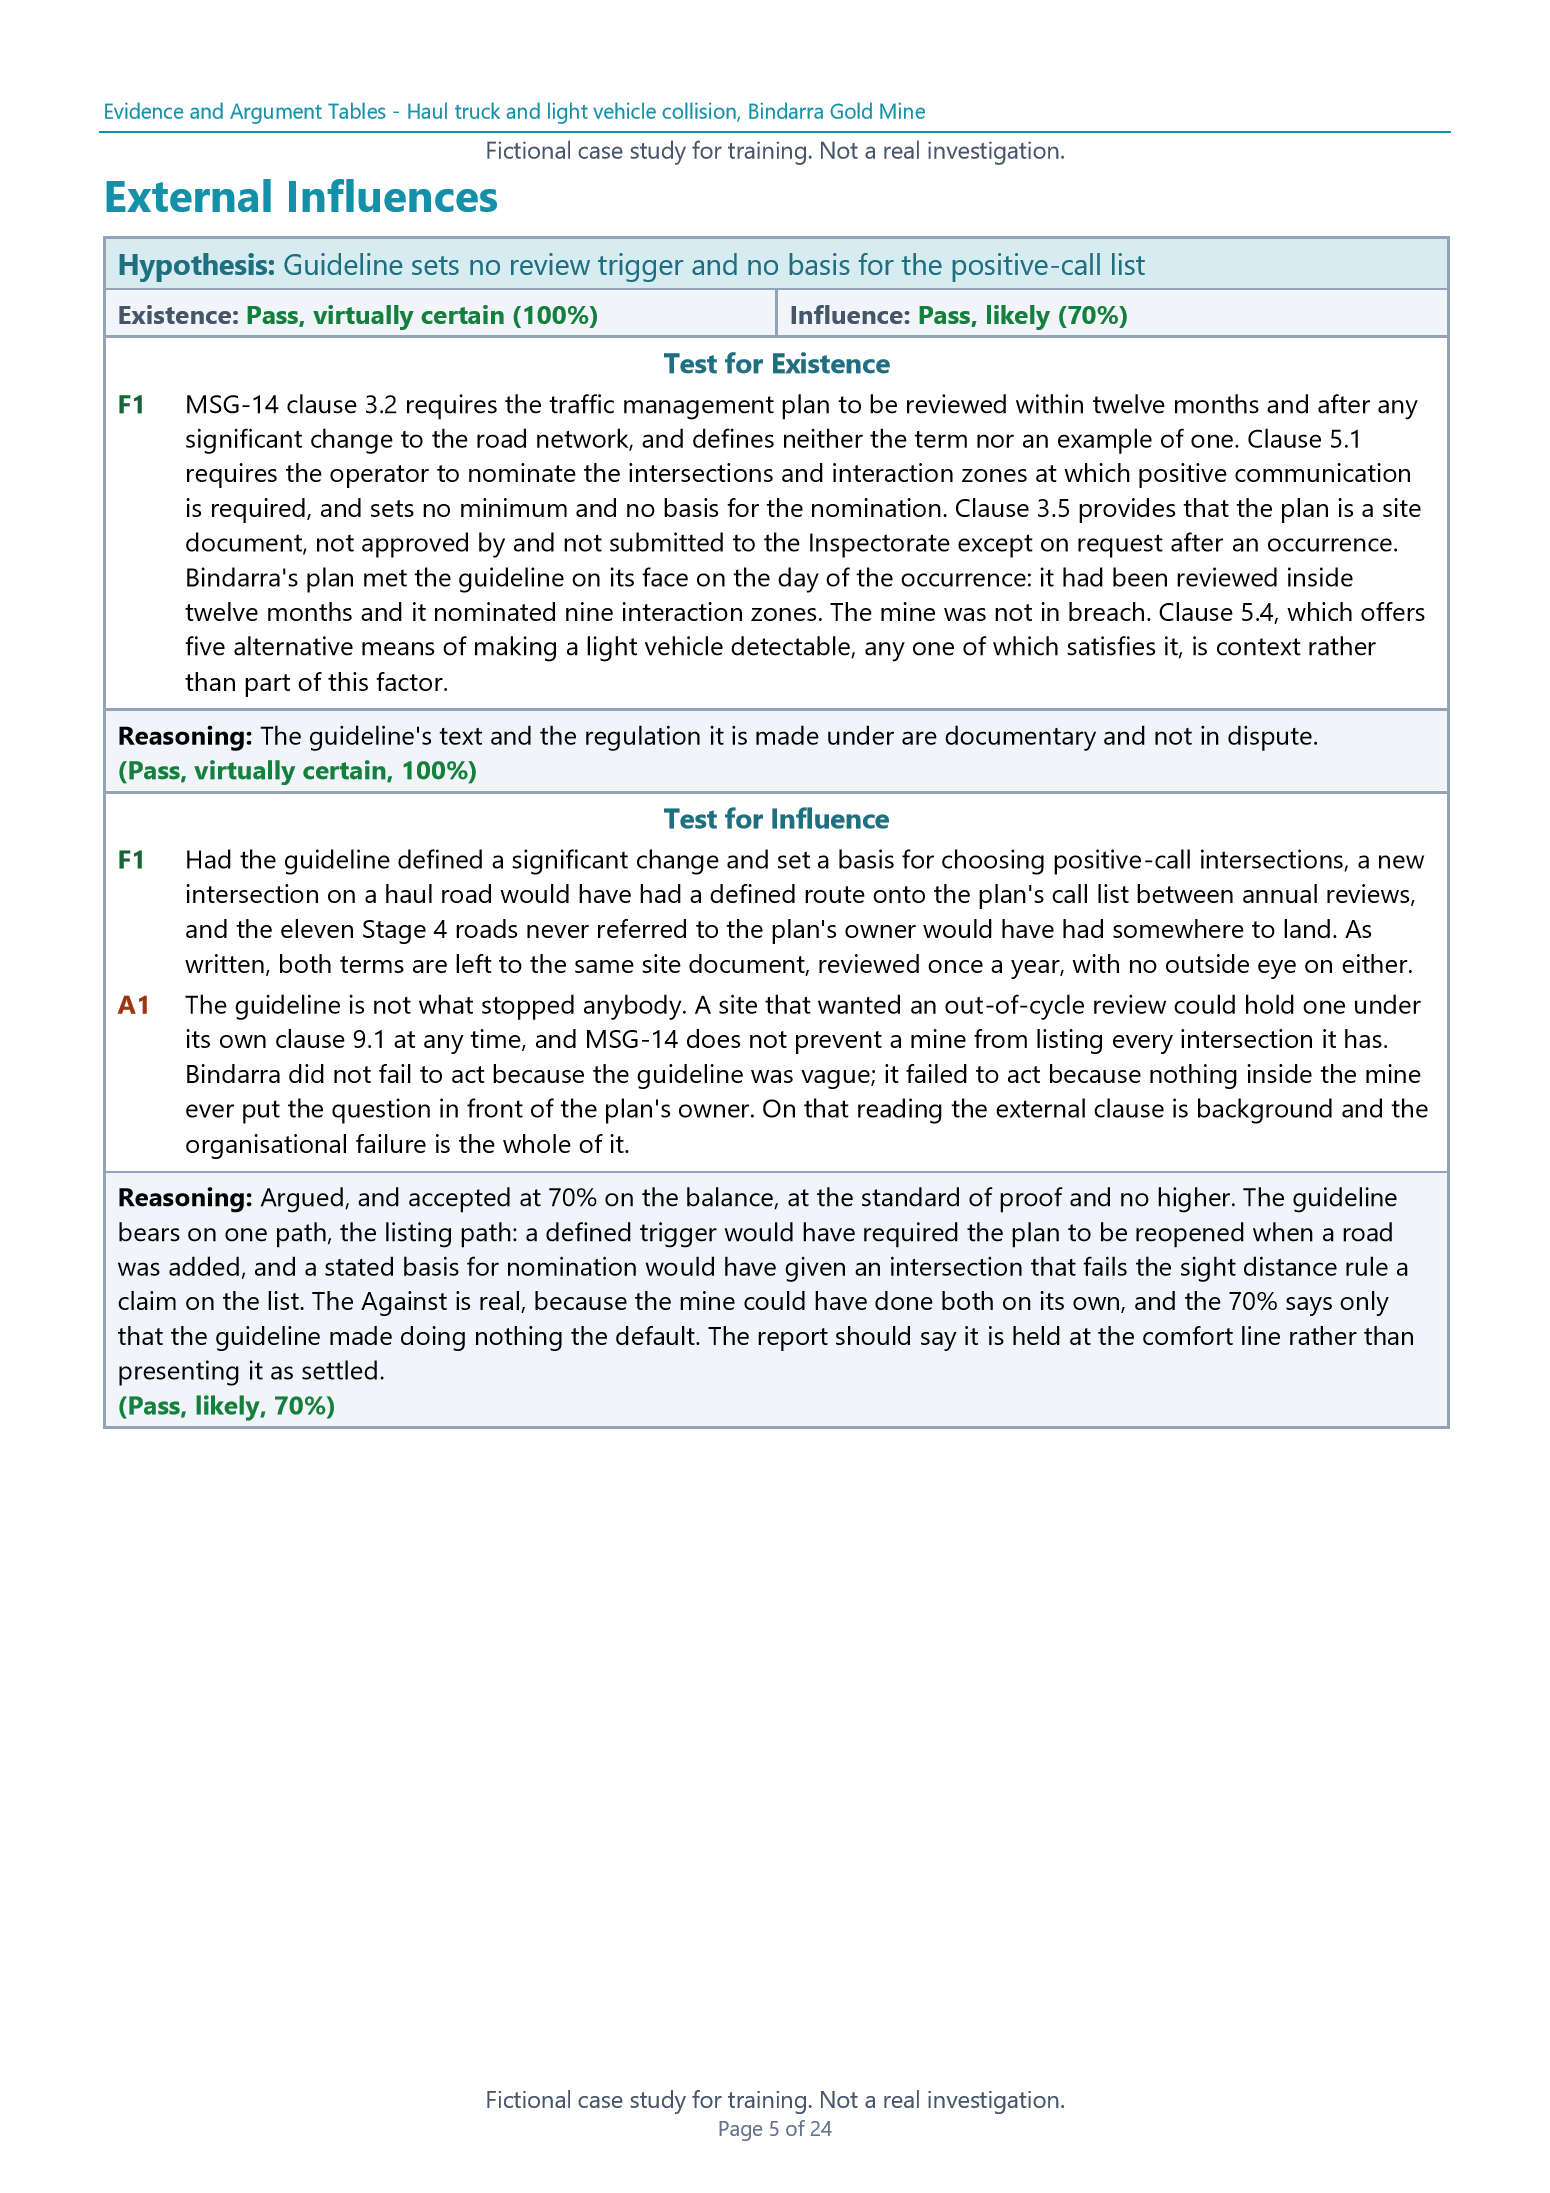 Evidence and Argument Tables - Haul truck and light vehicle collision, Bindarra Gold Mine
Fictional case study for training. Not a real investigation.
External Influences
Hypothesis: Guideline sets no review trigger and no basis for the positive-call list
Existence: Pass, virtually certain (100%)
Influence: Pass, likely (70%)
Test for Existence
F1 MSG-14 clause 3.2 requires the traffic management plan to be reviewed within twelve months and after any
significant change to the road network, and defines neither the term nor an example of one. Clause 5.1
requires the operator to nominate the intersections and interaction zones at which positive communication
is required, and sets no minimum and no basis for the nomination. Clause 3.5 provides that the plan is a site
document, not approved by and not submitted to the Inspectorate except on request after an occurrence.
Bindarra's plan met the guideline on its face on the day of the occurrence: it had been reviewed inside
twelve months and it nominated nine interaction zones. The mine was not in breach. Clause 5.4, which offers
five alternative means of making a light vehicle detectable, any one of which satisfies it, is context rather
than part of this factor.
Reasoning: The guideline's text and the regulation it is made under are documentary and not in dispute.
(Pass, virtually certain, 100%)
Test for Influence
F1 Had the guideline defined a significant change and set a basis for choosing positive-call intersections, a new
intersection on a haul road would have had a defined route onto the plan's call list between annual reviews,
and the eleven Stage 4 roads never referred to the plan's owner would have had somewhere to land. As
written, both terms are left to the same site document, reviewed once a year, with no outside eye on either.
A1 The guideline is not what stopped anybody. A site that wanted an out-of-cycle review could hold one under
its own clause 9.1 at any time, and MSG-14 does not prevent a mine from listing every intersection it has.
Bindarra did not fail to act because the guideline was vague; it failed to act because nothing inside the mine
ever put the question in front of the plan's owner. On that reading the external clause is background and the
organisational failure is the whole of it.
Reasoning: Argued, and accepted at 70% on the balance, at the standard of proof and no higher. The guideline
bears on one path, the listing path: a defined trigger would have required the plan to be reopened when a road
was added, and a stated basis for nomination would have given an intersection that fails the sight distance rule a
claim on the list. The Against is real, because the mine could have done both on its own, and the 70% says only
that the guideline made doing nothing the default. The report should say it is held at the comfort line rather than
presenting it as settled.
(Pass, likely, 70%)
Fictional case study for training. Not a real investigation.
Page 5 of 24